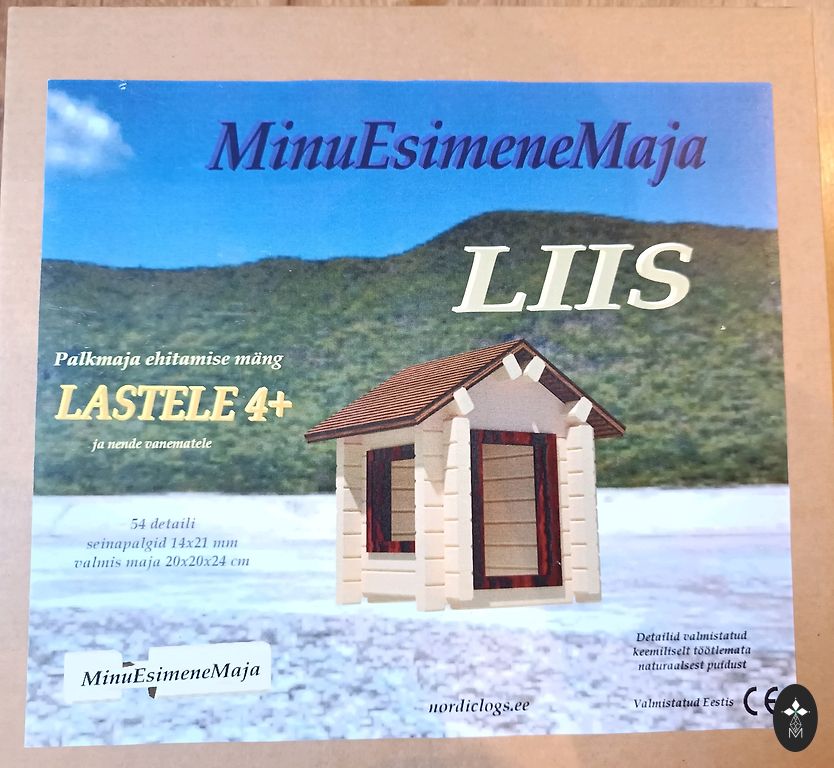 MinuEsimeneMaja
LIIS
Palkmaja ehitamise mäng
LASTELE 4+
ja nende vanematele
54 detaili
seinapalgid 14x21 mm
valmis maja 20x20x24 cm
MinuEsimeneMaja
nordiclogs.ee
Detailid valmistatud
keemiliselt töötlemata
naturaalsest puidust
Valmistatud Eestis CE
M